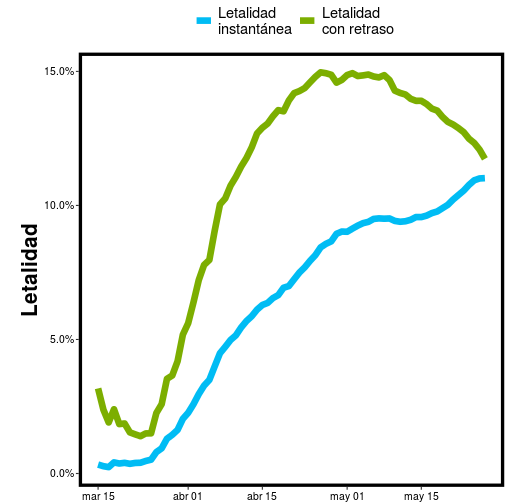 Letalidad
instantánea
Letalidad
con retraso
Letalidad
15.0%
10.0%
5.0%
0.0%
mar 15
abr 01
abr 15
may 01
may 15